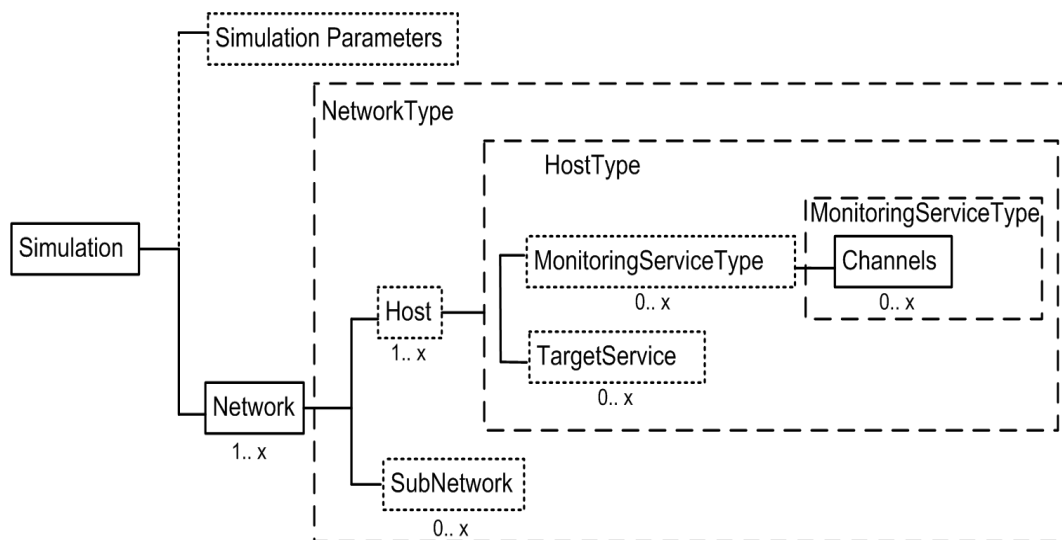 Simulation Parameters
NetworkType
HostType
MonitoringServiceType
Simulation
MonitoringServiceType
Channels
0.. x
0.. x
Host
1.. x
TargetService
0.. x
Network
1.. x
SubNetwork
0.. x